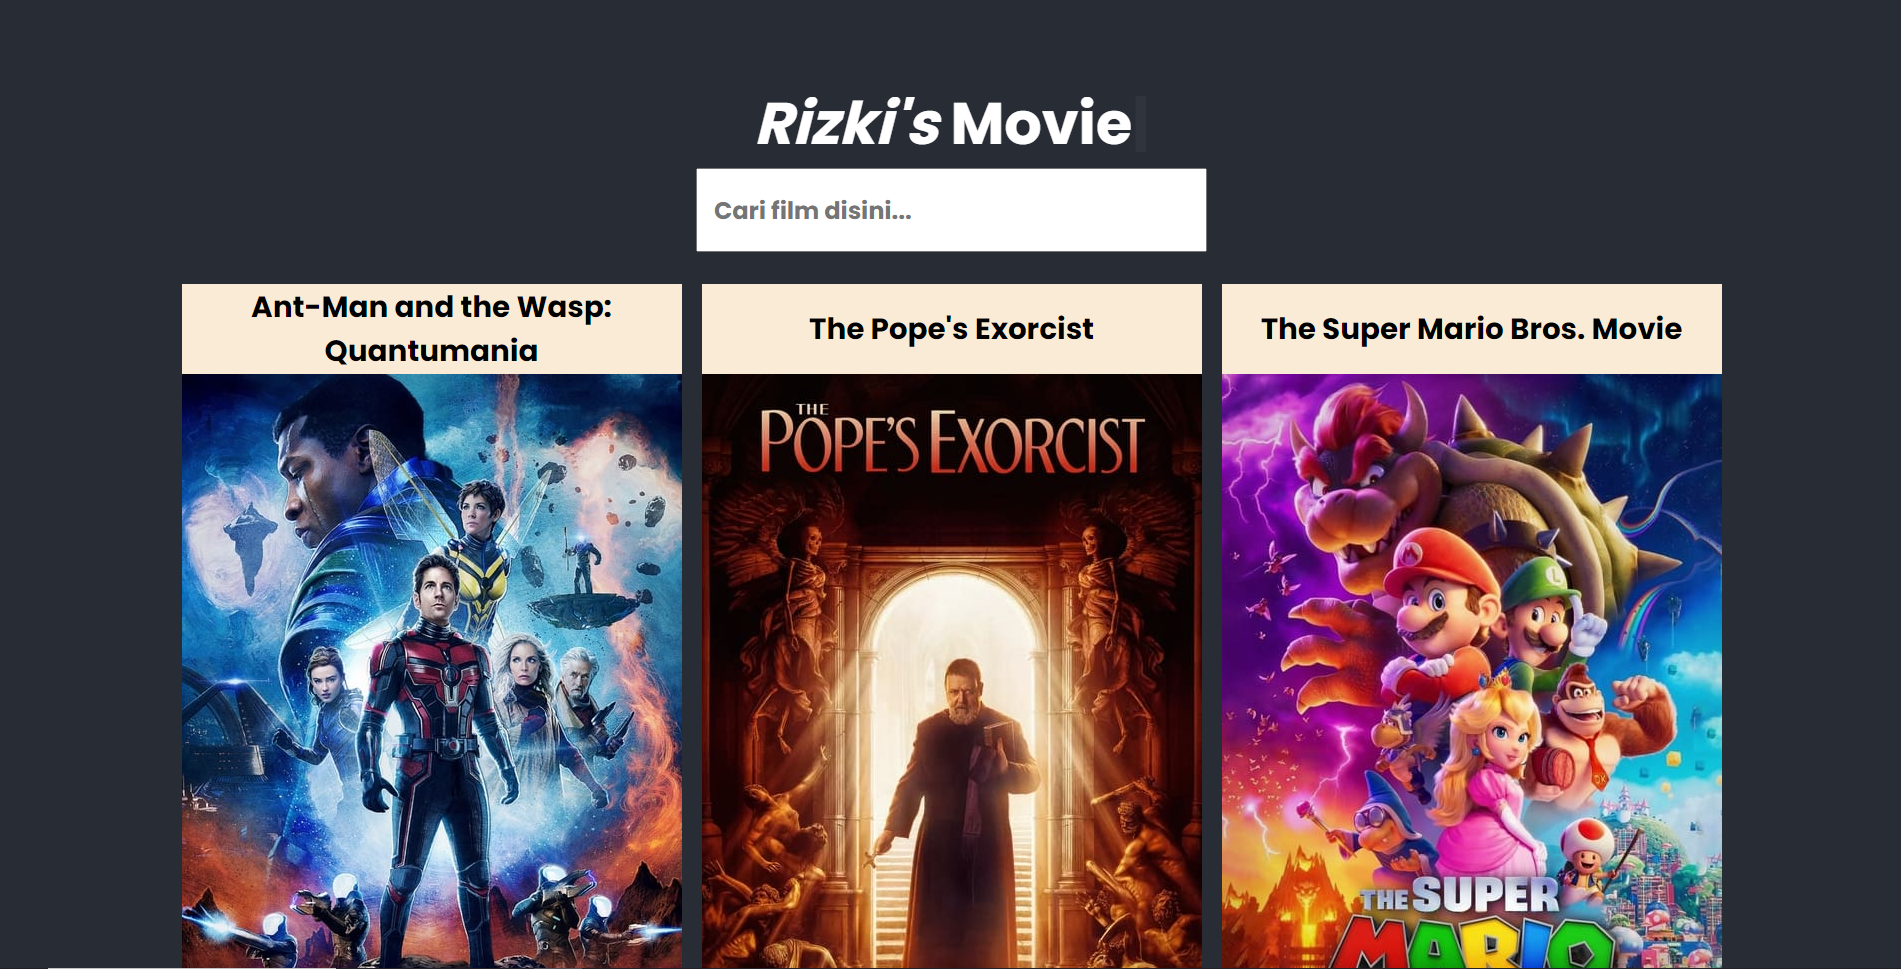 Rizki's Movie
Cari film disini...
Ant-Man and the Wasp:
Quantumania
The Pope's Exorcist
The Super Mario Bros. Movie
THE
POPE'S EXORCIST
M
L
OK
THE SUPER
MARIO